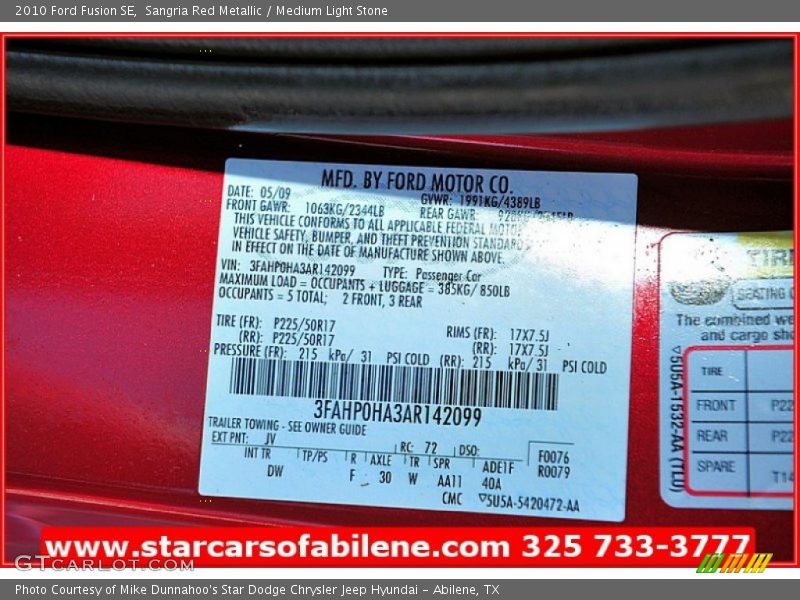 2010 Ford Fusion SE,  Sangria Red Metallic / Medium Light Stone
MFD. BY FORD MOTOR CO.
DATE: 05/09
GVWR: 1991KG/4389LB
FRONT GAWR: 1063KG/2344LB
REAR GAWR:
THIS VEHICLE CONFORMS TO ALL APPLICABLE FEDERAL MOTOR
VEHICLE SAFETY, BUMPER, AND THEFT PREVENTION STANDARDS
IN EFFECT ON THE DATE OF MANUFACTURE SHOWN ABOVE.
VIN: 3FAHP0HA3AR142099 TYPE: Passenger Car
MAXIMUM LOAD = OCCUPANTS + LUGGAGE = 385KG/ 850LB
OCCUPANTS = 5 TOTAL; 2 FRONT, 3 REAR
TIRE (FR): P225/50R17 RIMS (FR): 17X7.5J
(RR): P225/50R17 (RR): 17X7.5J
PRESSURE (FR): 215 kPa/ 31 PSI COLD (RR): 215 kPa/ 31 PSI COLD
3FAHP0HA3AR142099
TRAILER TOWING - SEE OWNER GUIDE
EXT PNT: JV RC: 72 DSO: F0076
R0079
INT TR TP/PS R AXLE TR SPR ADE1F
DW F 30 W AA11 40A
CMC ▽5U5A-5420472-AA
TIRE
SEATING
The combined
and cargo
▽5U5A-1532-AA (TL0)
TIRE
FRONT P22
REAR P22
SPARE T14
www.starcarsofabilene.com 325 733-3777
GTCARLOT.COM
Photo Courtesy of Mike Dunnahoo's Star Dodge Chrysler Jeep Hyundai - Abilene, TX